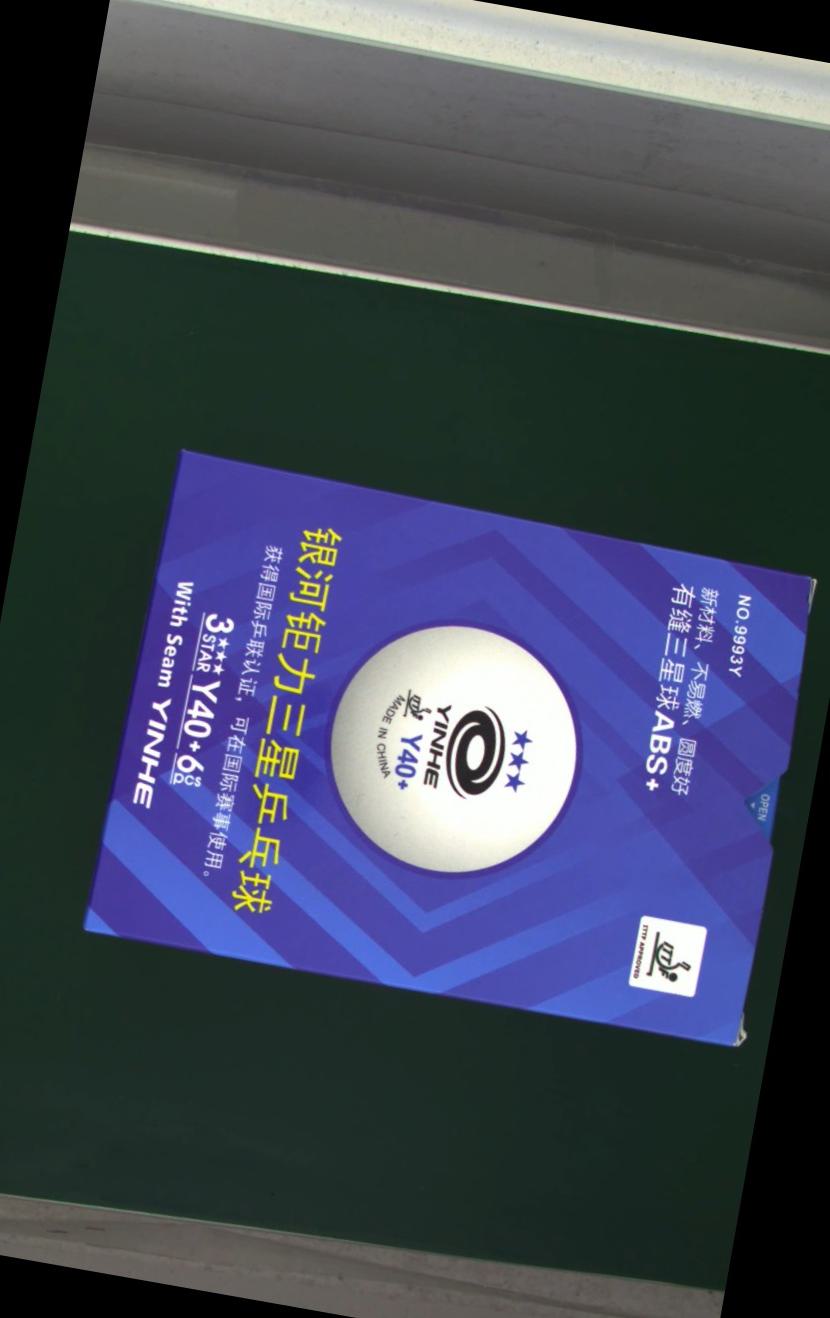 NO.9993Y
新材料、不易燃、圆度好
有缝三星球ABS+
OPEN
ITTF APPROVED
★★★
YINHE
Y40+
MADE IN CHINA
银河钜力三星乒乓球
获得国际乒联认证，可在国际赛事使用。
3★★★STAR Y40+ 6PCS
With Seam YINHE